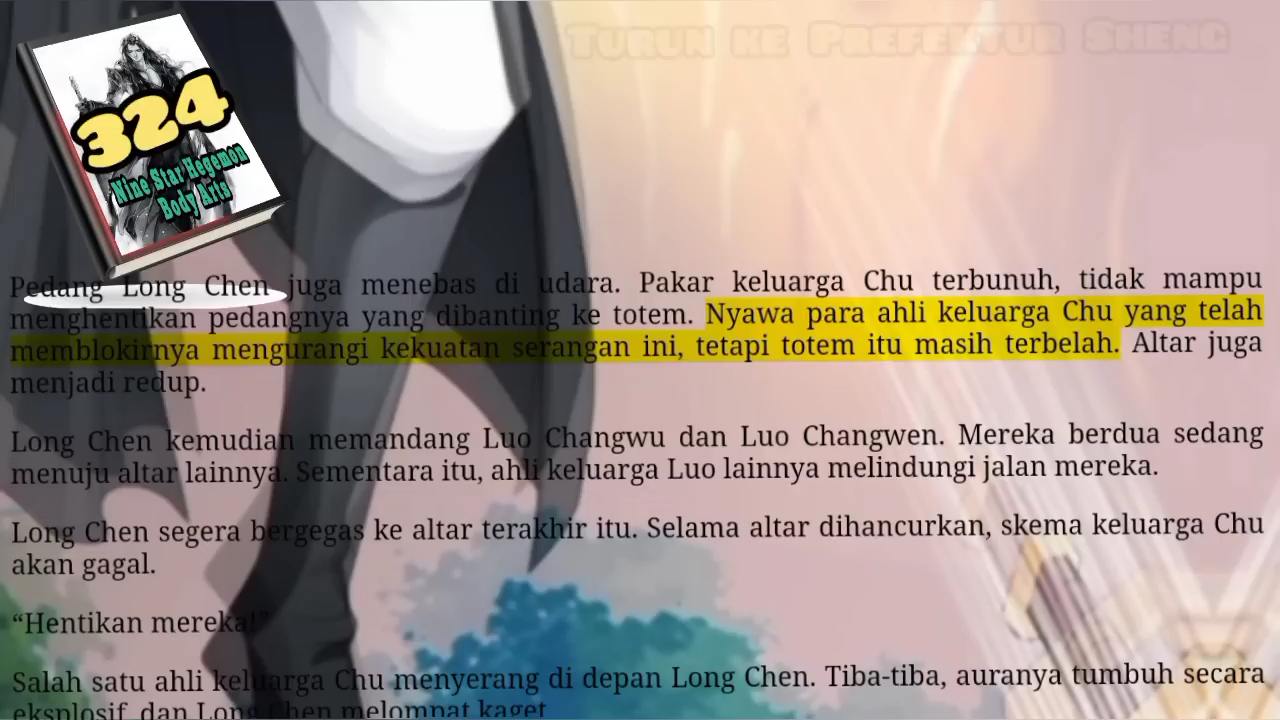 Turun ke Prefektur Sheng
324
Nine Star Hegemon
Body Arts
Pedang Long Chen juga menebas di udara. Pakar keluarga Chu terbunuh, tidak mampu
menghentikan pedangnya yang dibanting ke totem. Nyawa para ahli keluarga Chu yang telah
memblokirnya mengurangi kekuatan serangan ini, tetapi totem itu masih terbelah. Altar juga
menjadi redup.
Long Chen kemudian memandang Luo Changwu dan Luo Changwen. Mereka berdua sedang
menuju altar lainnya. Sementara itu, ahli keluarga Luo lainnya melindungi jalan mereka.
Long Chen segera bergegas ke altar terakhir itu. Selama altar dihancurkan, skema keluarga Chu
akan gagal.
“Hentikan mereka!”
Salah satu ahli keluarga Chu menyerang di depan Long Chen. Tiba-tiba, auranya tumbuh secara
eksplosif, dan Long Chen melompat kaget